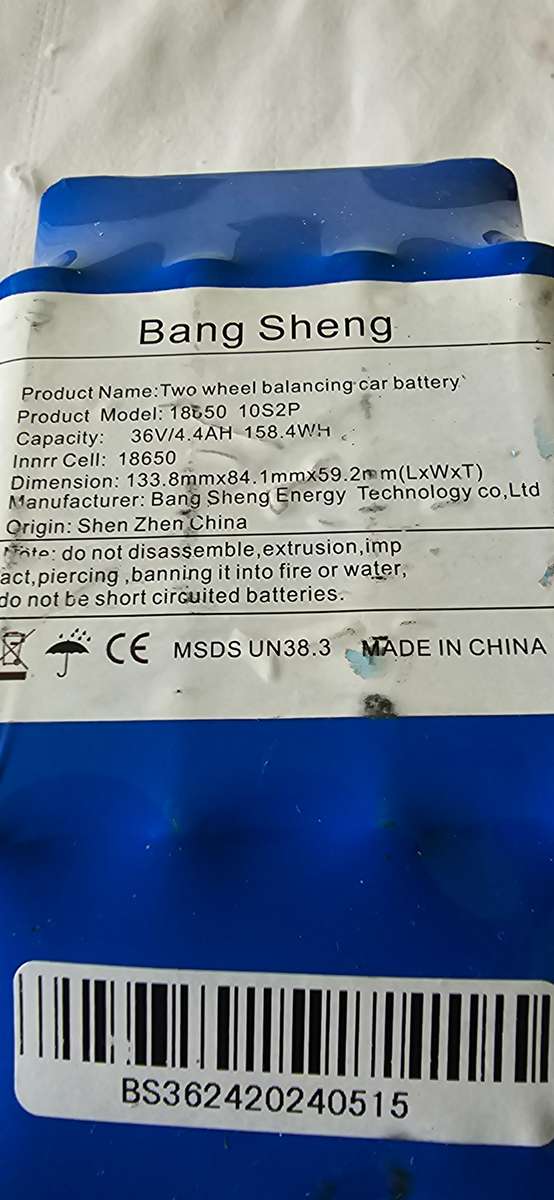 Bang Sheng
Product Name:Two wheel balancing car battery
Product Model: 18650 10S2P
Capacity: 36V/4.4AH 158.4WH
Innrr Cell: 18650
Dimension: 133.8mmx84.1mmx59.2mm(LxWxT)
Manufacturer: Bang Sheng Energy Technology co,Ltd
Origin: Shen Zhen China
Note: do not disassemble,extrusion,imp
act,piercing ,banning it into fire or water,
do not be short circuited batteries.
CE MSDS UN38.3 MADE IN CHINA
BS362420240515